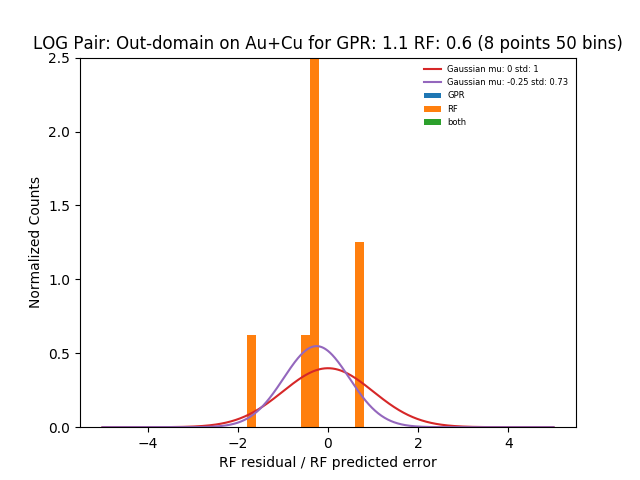 LOG Pair: Out-domain on Au+Cu for GPR: 1.1 RF: 0.6 (8 points 50 bins)
Gaussian mu: 0 std: 1
Gaussian mu: -0.25 std: 0.73
GPR
RF
both
2.5
2.0
1.5
1.0
0.5
0.0
Normalized Counts
−4
−2
0
2
4
RF residual / RF predicted error